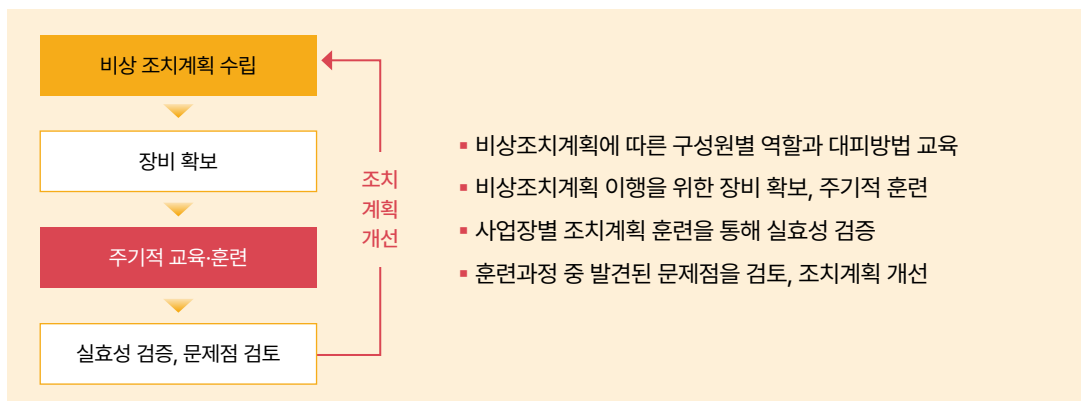 비상 조치계획 수립
장비 확보
주기적 교육·훈련
실효성 검증, 문제점 검토
조치
계획
개선
▪ 비상조치계획에 따른 구성원별 역할과 대피방법 교육
▪ 비상조치계획 이행을 위한 장비 확보, 주기적 훈련
▪ 사업장별 조치계획 훈련을 통해 실효성 검증
▪ 훈련과정 중 발견된 문제점을 검토, 조치계획 개선